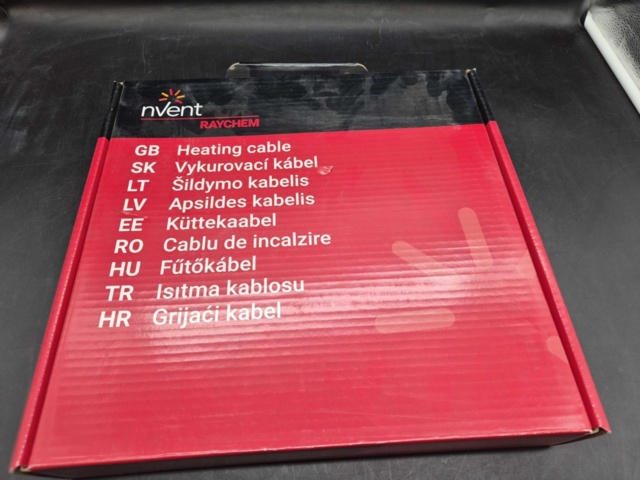 nvent
RAYCHEM
GB Heating cable
SK Vykurovací kábel
LT Šildymo kabelis
LV Apsildes kabelis
EE Küttekaabel
RO Cablu de incalzire
HU Fűtőkábel
TR Isıtma kablosu
HR Grijaći kabel